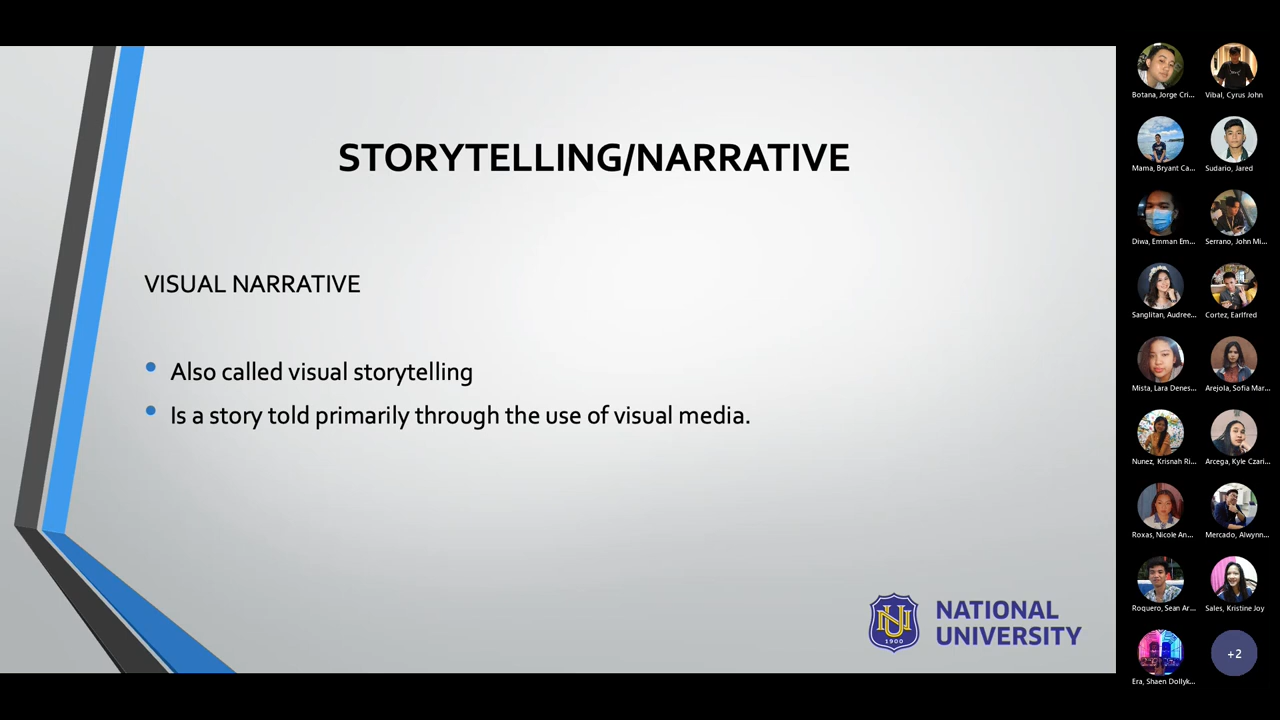 STORYTELLING/NARRATIVE
VISUAL NARRATIVE
Also called visual storytelling
Is a story told primarily through the use of visual media.
NU
1900
NATIONAL
UNIVERSITY
Botana, Jorge Cri...
Vibal, Cyrus John
Mama, Bryant Ca...
Sudario, Jared
Diwa, Emman Em...
Serrano, John Mi...
Sanglitan, Audree...
Cortez, Earlfred
Mista, Lara Denes...
Arejola, Sofia Mar...
Nunez, Krisnah Ri...
Arcega, Kyle Czari...
Roxas, Nicole An...
Mercado, Alwynn...
Roquero, Sean Ar...
Sales, Kristine Joy
Era, Shaen Dollyk...
+2